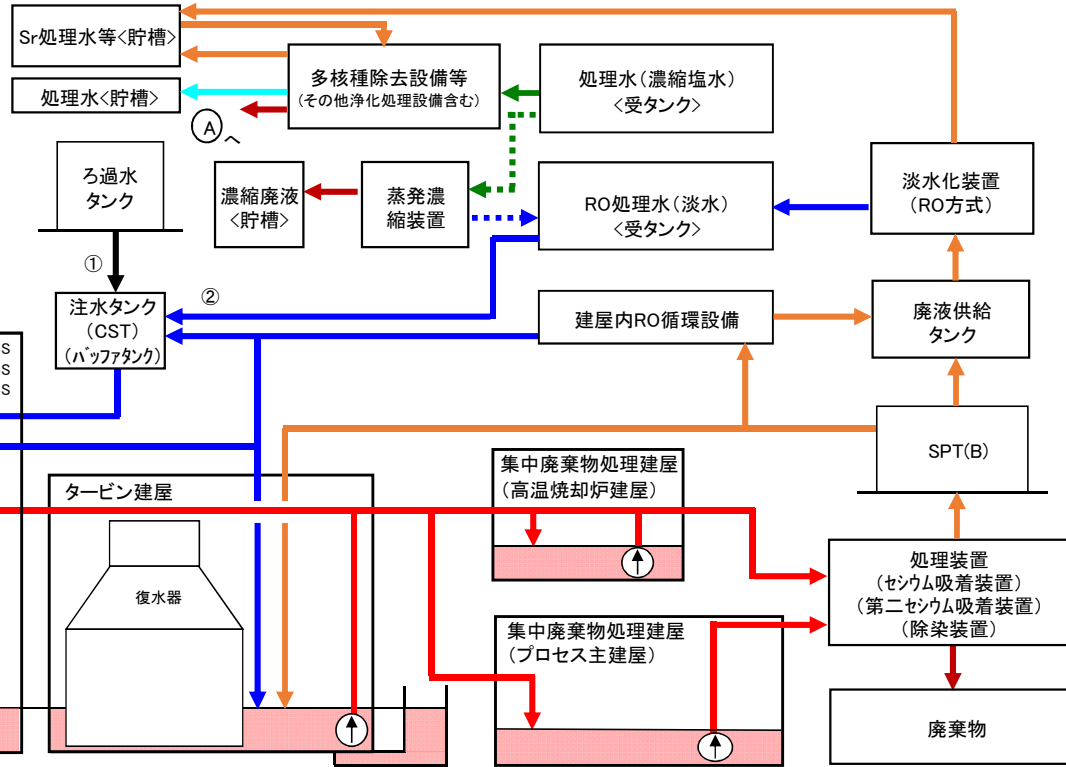 Sr処理水等<貯槽>
処理水<貯槽>
多核種除去設備等
(その他浄化処理設備含む)
処理水(濃縮塩水)
<受タンク>
Aへ
ろ過水
タンク
濃縮廃液
<貯槽>
蒸発濃
縮装置
RO処理水(淡水)
<受タンク>
淡水化装置
(RO方式)
①
②
注水タンク
(CST)
(ﾊﾞｯﾌｧタンク)
建屋内RO循環設備
廃液供給
タンク
S
S
S
SPT(B)
タービン建屋
復水器
集中廃棄物処理建屋
(高温焼却炉建屋)
集中廃棄物処理建屋
(プロセス主建屋)
処理装置
(セシウム吸着装置)
(第二セシウム吸着装置)
(除染装置)
廃棄物